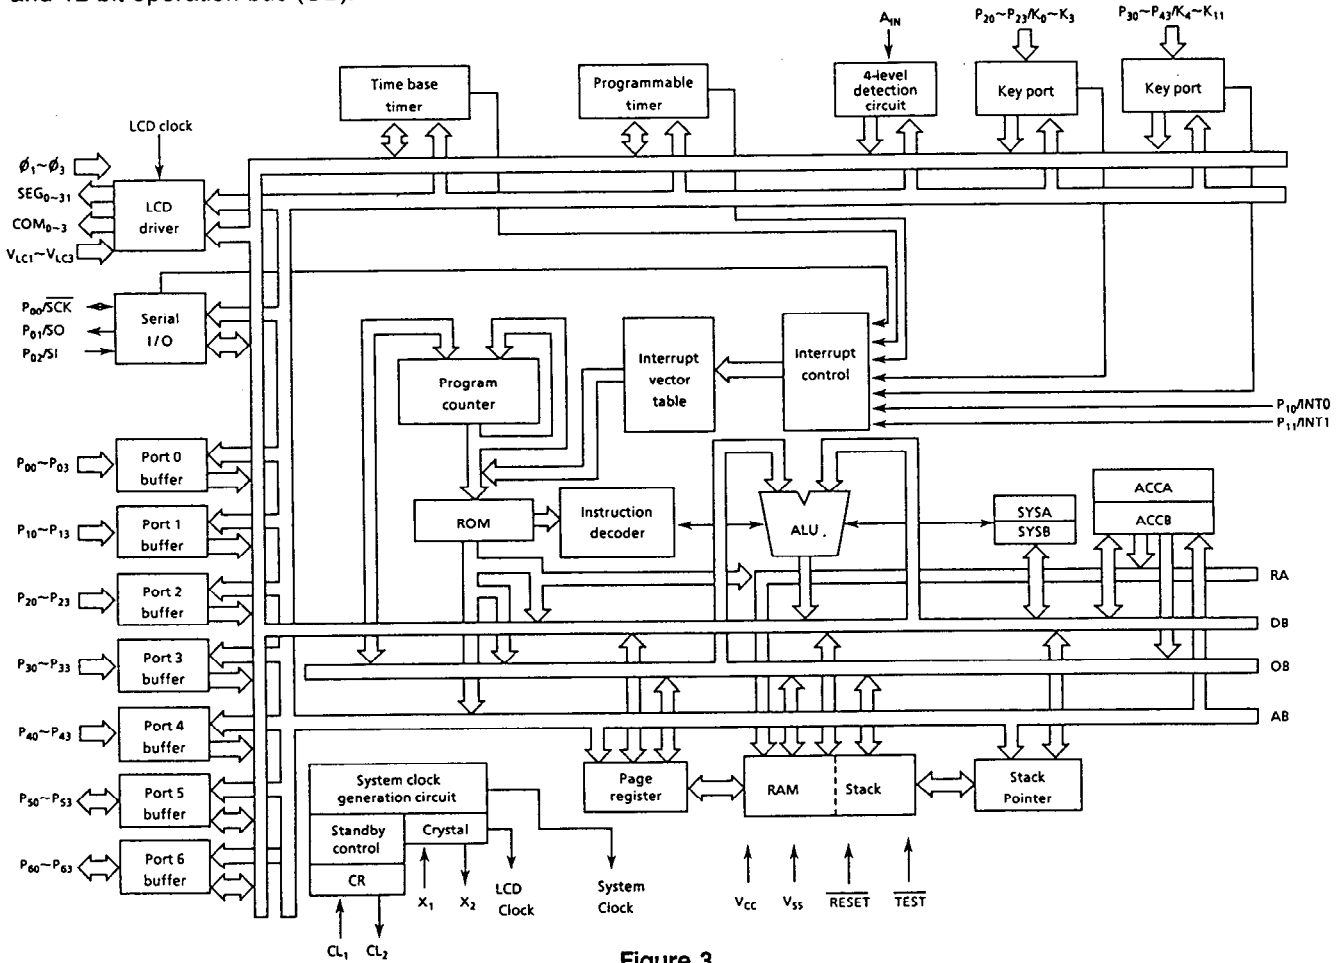 and 12-bit operation bus (OB).
A_IN
P20~P23/K0~K3
P30~P43/K4~K11
Time base
timer
Programmable
timer
4-level
detection
circuit
Key port
Key port
LCD clock
ϕ1~ϕ3
SEG0~31
COM0~3
VLC1~VLC3
LCD
driver
P00/S̅C̅K̅
P01/SO
P02/SI
Serial
I/O
Program
counter
Interrupt
vector
table
Interrupt
control
P10/INT0
P11/INT1
P00~P03
Port 0
buffer
P10~P13
Port 1
buffer
P20~P23
Port 2
buffer
P30~P33
Port 3
buffer
P40~P43
Port 4
buffer
P50~P53
Port 5
buffer
P60~P63
Port 6
buffer
ROM
Instruction
decoder
ALU
SYSA
SYSB
ACCA
ACCB
RA
DB
OB
AB
System clock
generation circuit
Standby
control
Crystal
CR
Page
register
RAM
Stack
Stack
Pointer
X1
X2
LCD
Clock
System
Clock
CL1
CL2
VCC
VSS
R̅E̅S̅E̅T̅
T̅E̅S̅T̅
Figure 3